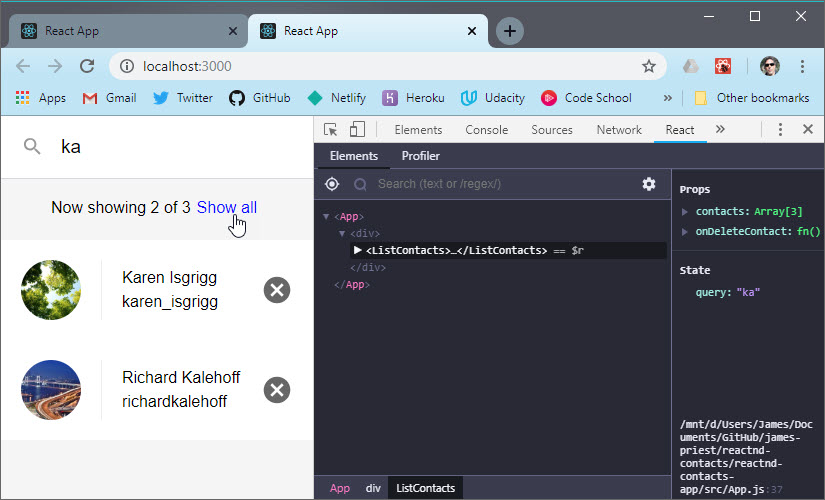 React App
React App
localhost:3000
Apps
Gmail
Twitter
GitHub
Netlify
Heroku
Udacity
Code School
»
Other bookmarks
ka
Now showing 2 of 3 Show all
Karen Isgrigg
karen_isgrigg
Richard Kalehoff
richardkalehoff
Elements
Console
Sources
Network
React
»
Elements
Profiler
Search (text or /regex/)
<App>
<div>
<ListContacts>…</ListContacts> == $r
</div>
</App>
App
div
ListContacts
Props
contacts: Array[3]
onDeleteContact: fn()
State
query: "ka"
/mnt/d/Users/James/Doc
uments/GitHub/james-
priest/reactnd-
contacts/reactnd-
contacts-
app/src/App.js:37